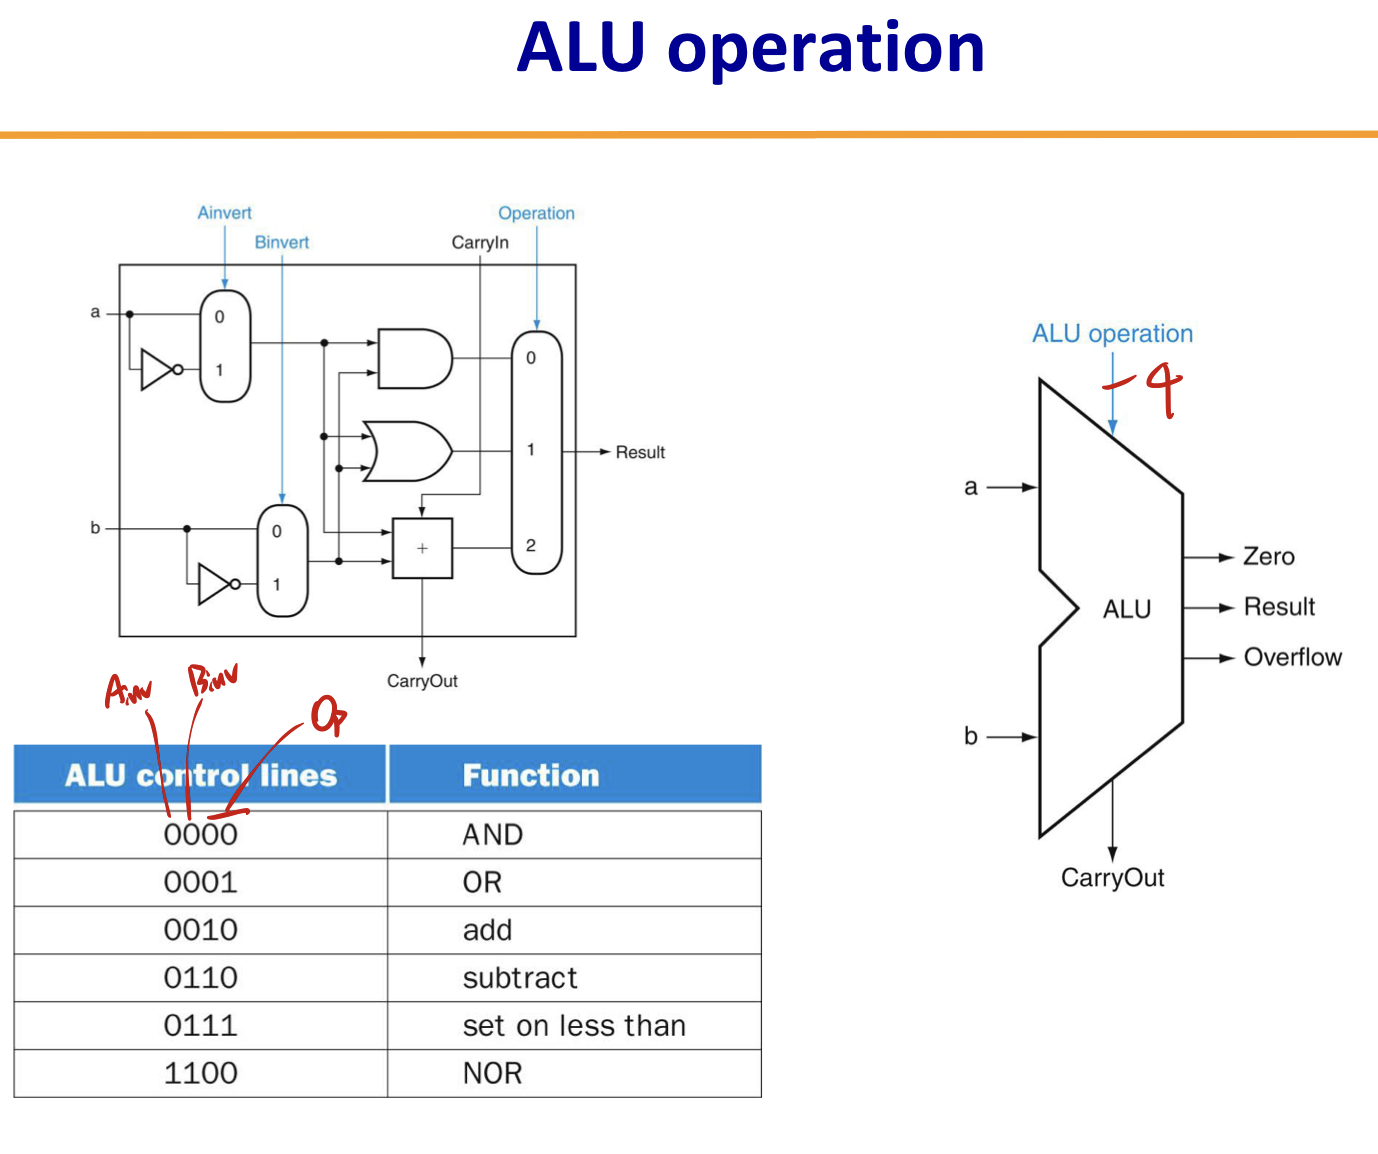 ALU operation
Ainvert
Operation
Binvert
CarryIn
a
0
1
0
1
Result
2
b
0
1
+
CarryOut
Ainv
Binv
Op
ALU control lines Function
0000 AND
0001 OR
0010 add
0110 subtract
0111 set on less than
1100 NOR
ALU operation
4
a
Zero
ALU
Result
Overflow
b
CarryOut